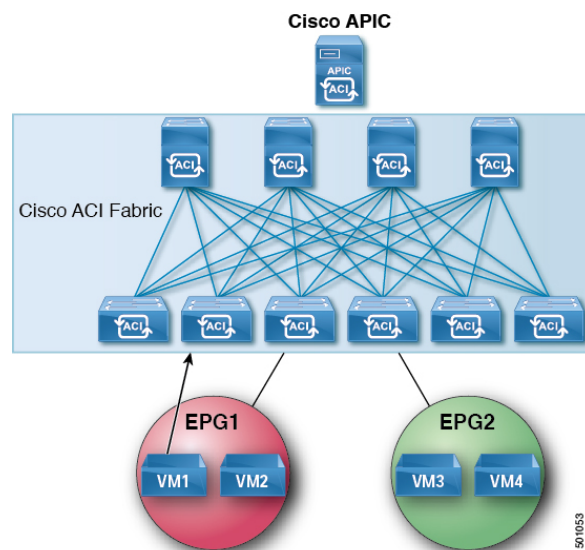 Cisco APIC
APIC
ACI
ACI
ACI
ACI
ACI
Cisco ACI Fabric
ACI
ACI
ACI
ACI
ACI
ACI
EPG1
EPG2
VM1
VM2
VM3
VM4
501053